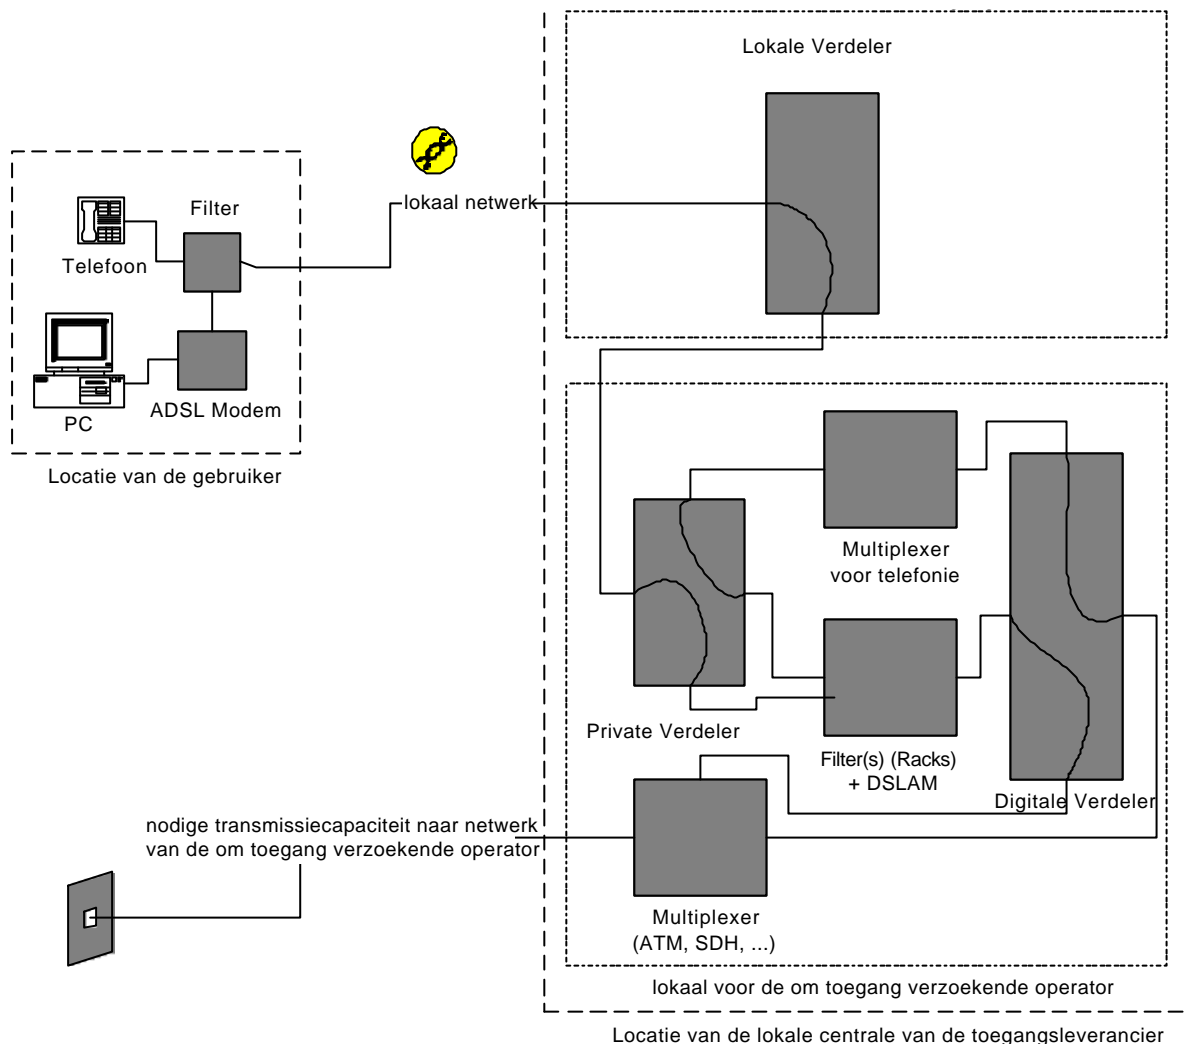 Lokale Verdeler
lokaal netwerk
Filter
Telefoon
ADSL Modem
PC
Locatie van de gebruiker
Multiplexer
voor telefonie
Private Verdeler
Filter(s) (Racks)
+ DSLAM
Digitale Verdeler
nodige transmissiecapaciteit naar netwerk
van de om toegang verzoekende operator
Multiplexer
(ATM, SDH, ...)
lokaal voor de om toegang verzoekende operator
Locatie van de lokale centrale van de toegangsleverancier